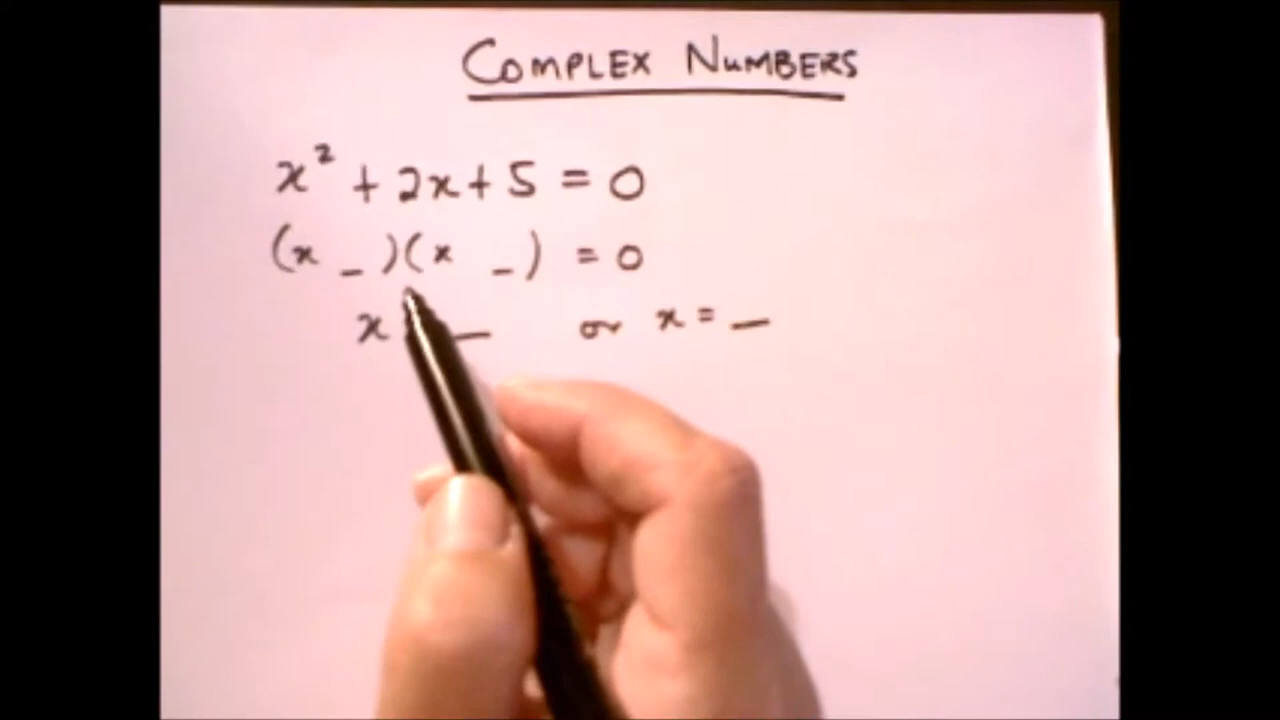 COMPLEX NUMBERS
x² + 2x + 5 = 0
(x _)(x _) = 0
x _ or x = _